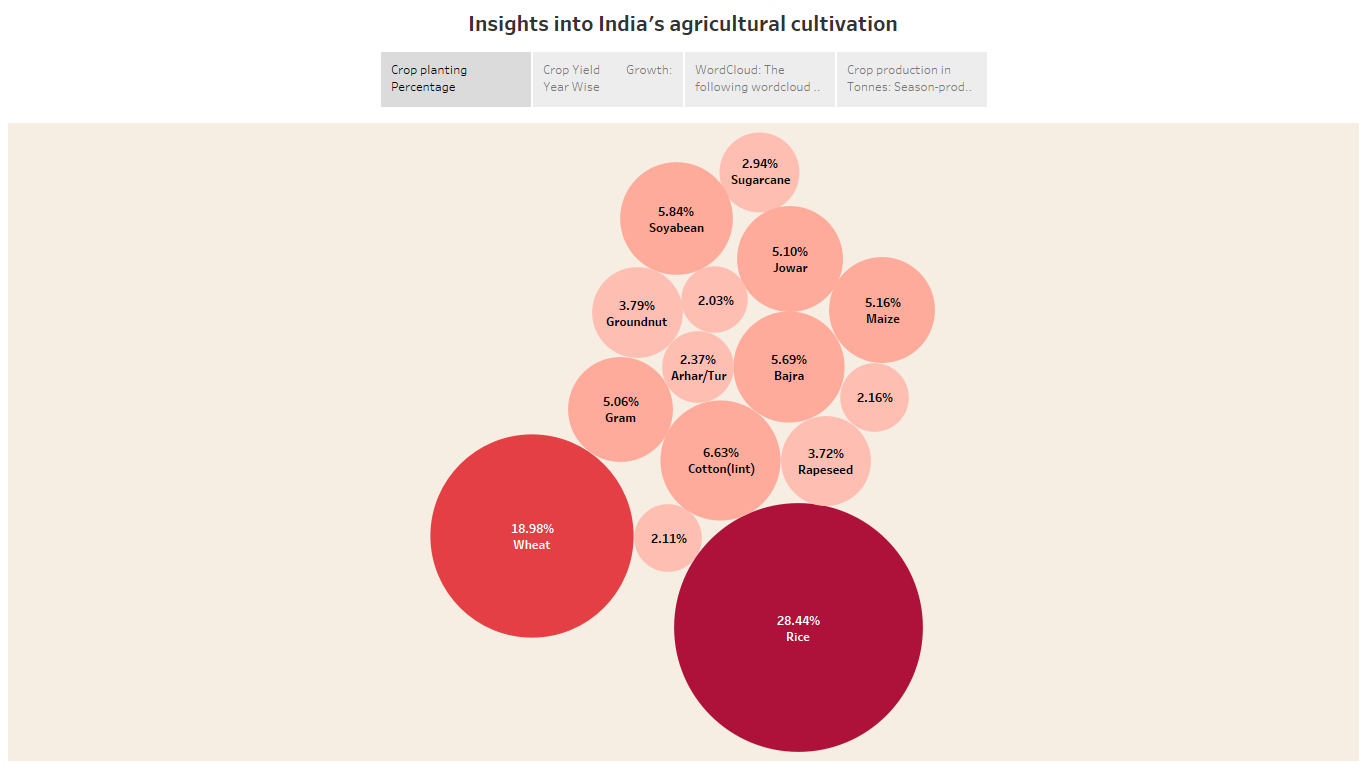 Insights into India's agricultural cultivation
Crop planting
Percentage
Crop Yield Growth:
Year Wise
WordCloud: The
following wordcloud ..
Crop production in
Tonnes: Season-prod..
2.94%
Sugarcane
5.84%
Soyabean
5.10%
Jowar
5.16%
Maize
3.79%
Groundnut
2.03%
2.37%
Arhar/Tur
5.69%
Bajra
2.16%
5.06%
Gram
6.63%
Cotton(lint)
3.72%
Rapeseed
18.98%
Wheat
2.11%
28.44%
Rice